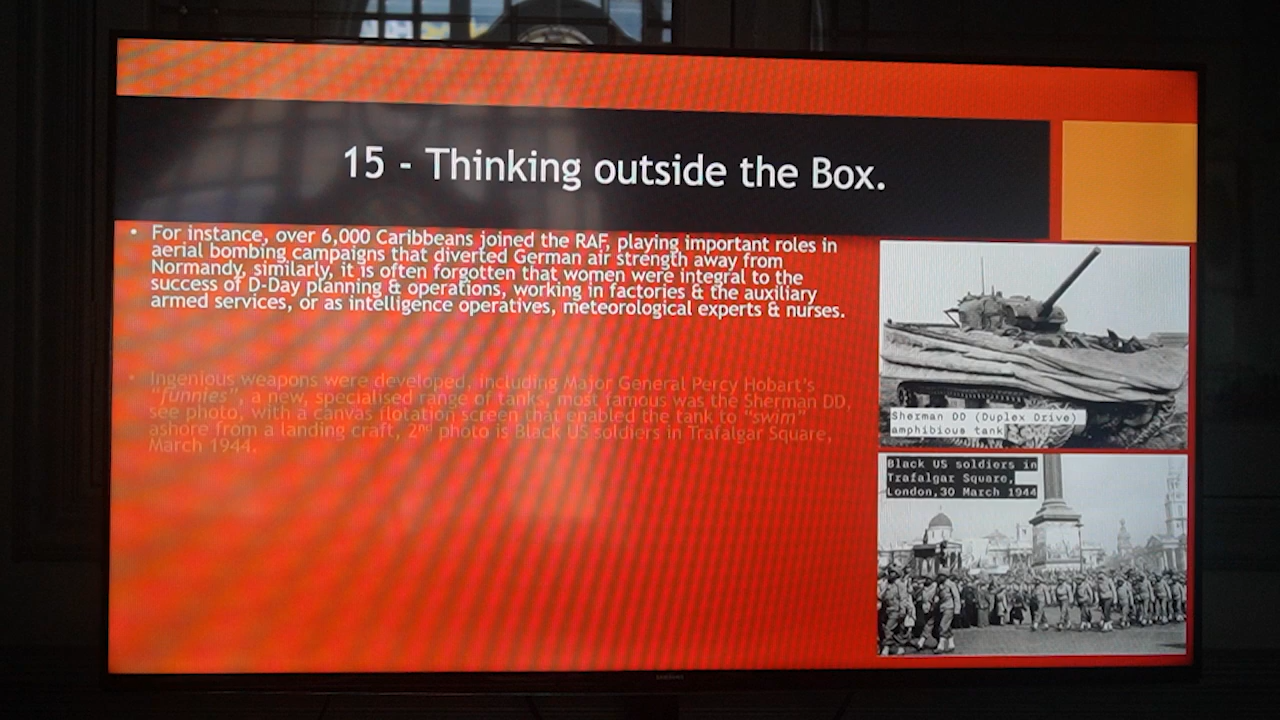 15 - Thinking outside the Box.
• For instance, over 6,000 Caribbeans joined the RAF, playing important roles in
aerial bombing campaigns that diverted German air strength away from
Normandy, similarly, it is often forgotten that women were integral to the
success of D-Day planning & operations, working in factories & the auxiliary
armed services, or as intelligence operatives, meteorological experts & nurses.
• Ingenious weapons were developed, including Major General Percy Hobart's
"funnies", a new, specialised range of tanks, most famous was the Sherman DD,
see photo, with a canvas flotation screen that enabled the tank to "swim"
ashore from a landing craft, 2nd photo is Black US soldiers in Trafalgar Square,
March 1944.
Sherman DD (Duplex Drive)
amphibious tank
Black US soldiers in
Trafalgar Square,
London,30 March 1944
SAMSUNG